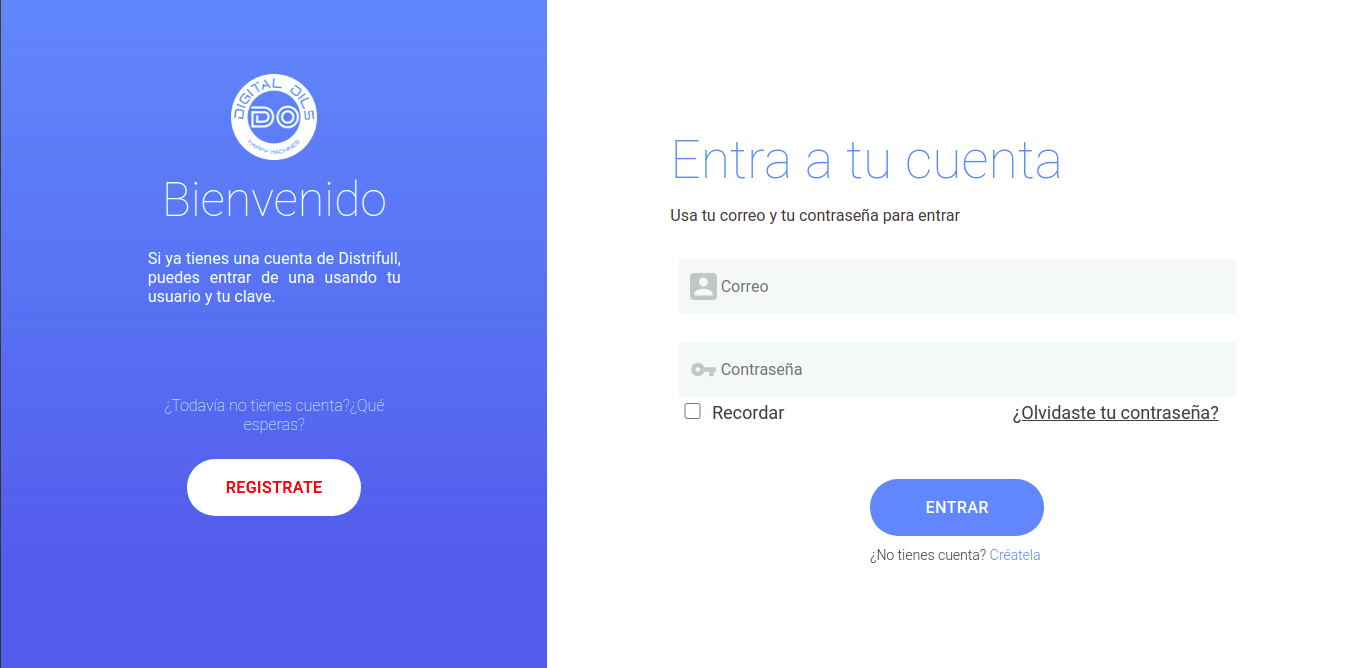 DIGITAL OILS
DO
HAPPY MACHINES
Bienvenido
Si ya tienes una cuenta de Distrifull,
puedes entrar de una usando tu
usuario y tu clave.
¿Todavía no tienes cuenta?¿Qué
esperas?
REGISTRATE
Entra a tu cuenta
Usa tu correo y tu contraseña para entrar
Correo
Contraseña
Recordar
¿Olvidaste tu contraseña?
ENTRAR
¿No tienes cuenta? Créatela